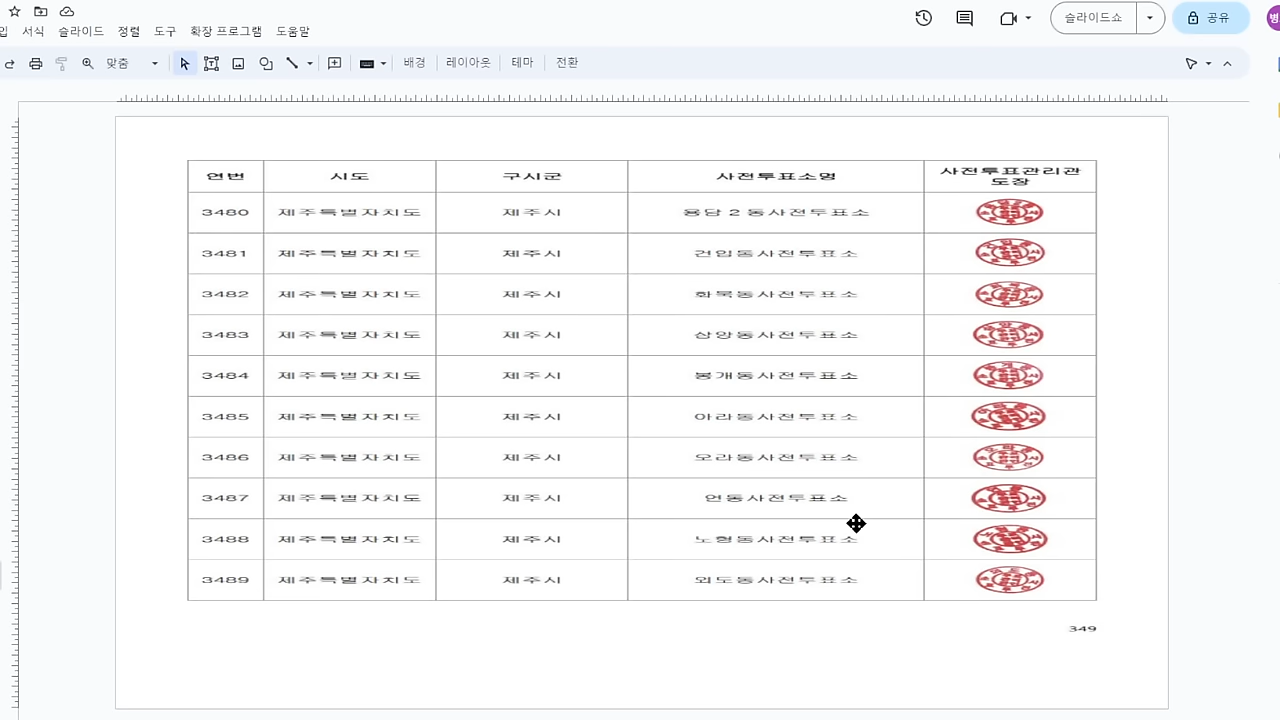 입 서식 슬라이드 정렬 도구 확장 프로그램 도움말
슬라이드쇼
공유
맞춤
배경 레이아웃 테마 전환
연번 시도 구시군 사전투표소명 사전투표관리관 도장
3480 제주특별자치도 제주시 용담2동사전투표소
3481 제주특별자치도 제주시 건입동사전투표소
3482 제주특별자치도 제주시 화북동사전투표소
3483 제주특별자치도 제주시 삼양동사전투표소
3484 제주특별자치도 제주시 봉개동사전투표소
3485 제주특별자치도 제주시 아라동사전투표소
3486 제주특별자치도 제주시 오라동사전투표소
3487 제주특별자치도 제주시 연동사전투표소
3488 제주특별자치도 제주시 노형동사전투표소
3489 제주특별자치도 제주시 외도동사전투표소
349